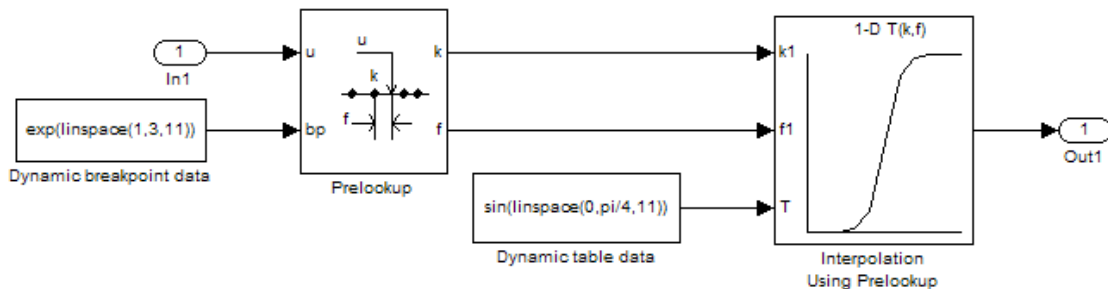 1
In1
exp(linspace(1,3,11))
Dynamic breakpoint data
u
bp
u
k
f
k
f
Prelookup
sin(linspace(0,pi/4,11))
Dynamic table data
1-D T(k,f)
k1
f1
T
Interpolation
Using Prelookup
1
Out1